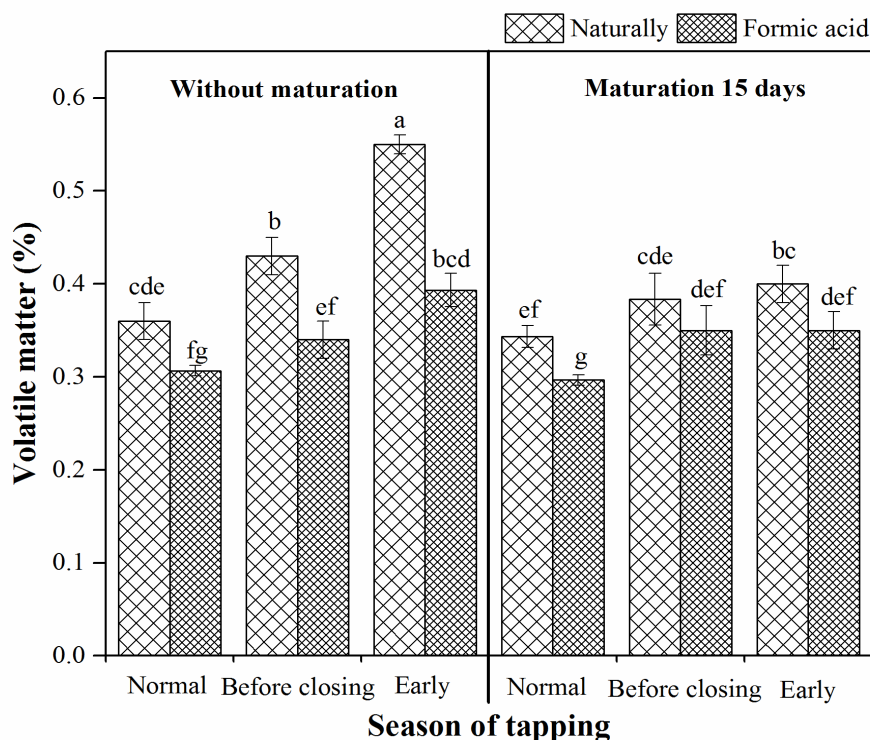 Naturally Formic acid
Without maturation
Maturation 15 days
Volatile matter (%)
0.6
0.5
0.4
0.3
0.2
0.1
0.0
cde
fg
b
ef
a
bcd
ef
g
cde
def
bc
def
Normal Before closing Early Normal Before closing Early
Season of tapping